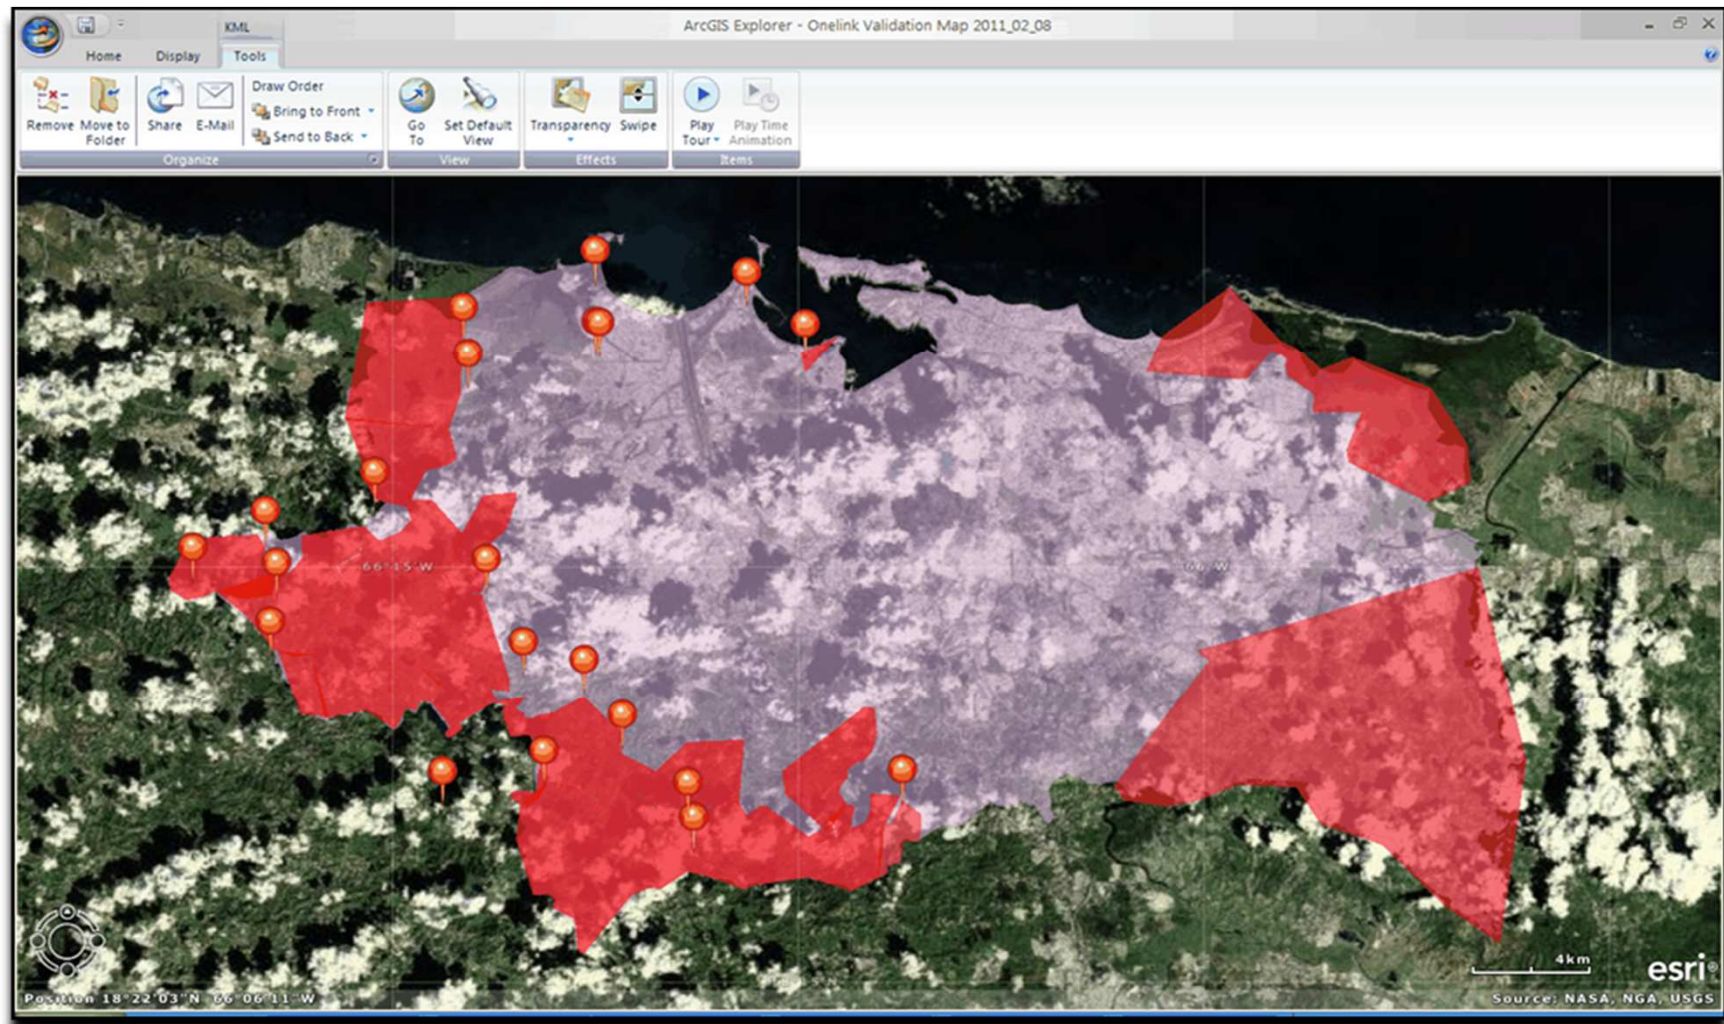 KML
ArcGIS Explorer - Onelink Validation Map 2011_02_08
Home
Display
Tools
Remove
Move to
Folder
Share
E-Mail
Draw Order
Bring to Front
Send to Back
Organize
Go
To
Set Default
View
View
Transparency
Swipe
Effects
Play
Tour
Play Time
Animation
Items
66°15'W
66°W
4km
esri
Position 18°22'03"N 66°06'11"W
Source: NASA, NGA, USGS